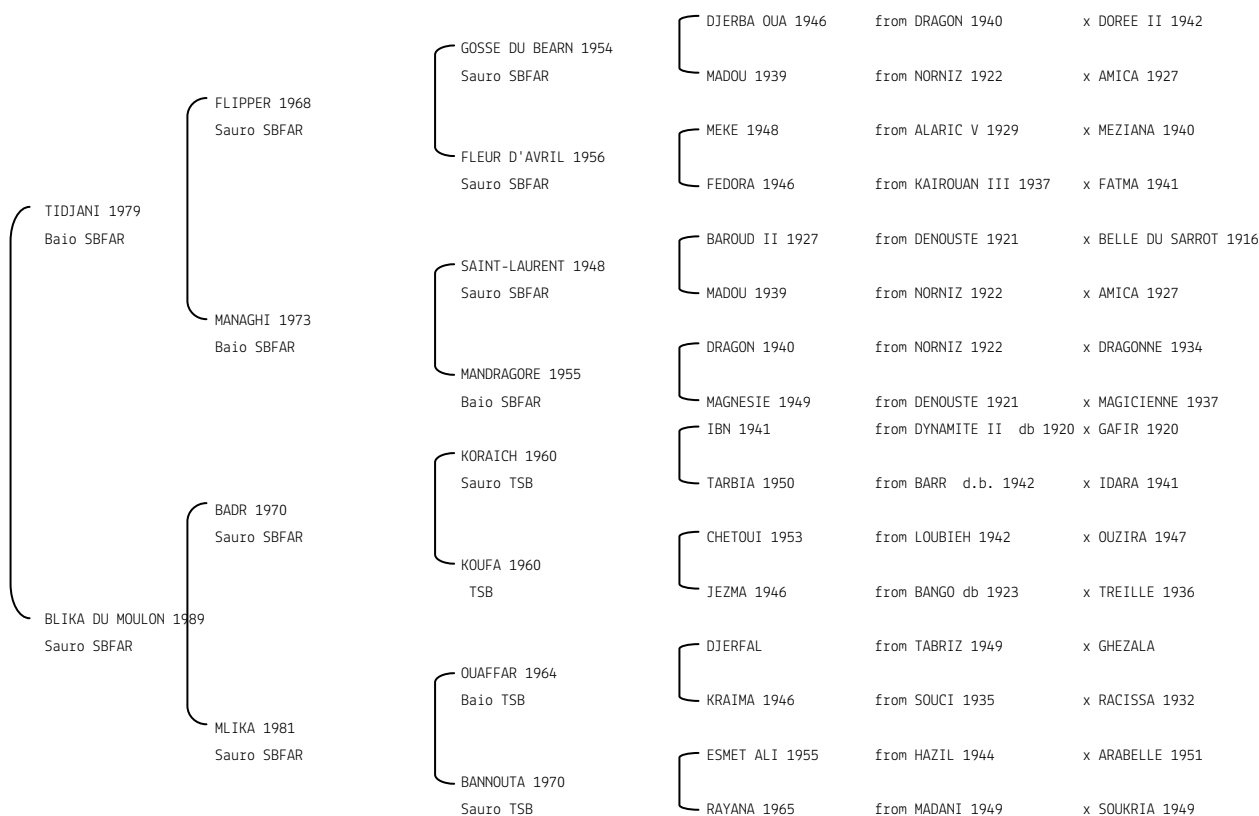 DJERBA OUA 1946 from DRAGON 1940 x DOREE II 1942
GOSSE DU BEARN 1954
Sauro SBFAR MADOU 1939 from NORNIZ 1922 x AMICA 1927
FLIPPER 1968
Sauro SBFAR MEKE 1948 from ALARIC V 1929 x MEZIANA 1940
FLEUR D'AVRIL 1956
Sauro SBFAR FEDORA 1946 from KAIROUAN III 1937 x FATMA 1941
TIDJANI 1979
Baio SBFAR BAROUD II 1927 from DENOUSTE 1921 x BELLE DU SARROT 1916
SAINT-LAURENT 1948
Sauro SBFAR MADOU 1939 from NORNIZ 1922 x AMICA 1927
MANAGHI 1973
Baio SBFAR DRAGON 1940 from NORNIZ 1922 x DRAGONNE 1934
MANDRAGORE 1955
Baio SBFAR MAGNESIE 1949 from DENOUSTE 1921 x MAGICIENNE 1937
IBN 1941 from DYNAMITE II db 1920 x GAFIR 1920
KORAICH 1960
Sauro TSB TARBIA 1950 from BARR d.b. 1942 x IDARA 1941
BADR 1970
Sauro SBFAR CHETOUI 1953 from LOUBIEH 1942 x OUZIRA 1947
KOUFA 1960
TSB JEZMA 1946 from BANGO db 1923 x TREILLE 1936
BLIKA DU MOULON 1989
Sauro SBFAR DJERFAL from TABRIZ 1949 x GHEZALA
OUAFFAR 1964
Baio TSB KRAIMA 1946 from SOUCI 1935 x RACISSA 1932
MLIKA 1981
Sauro SBFAR ESMET ALI 1955 from HAZIL 1944 x ARABELLE 1951
BANNOUTA 1970
Sauro TSB RAYANA 1965 from MADANI 1949 x SOUKRIA 1949